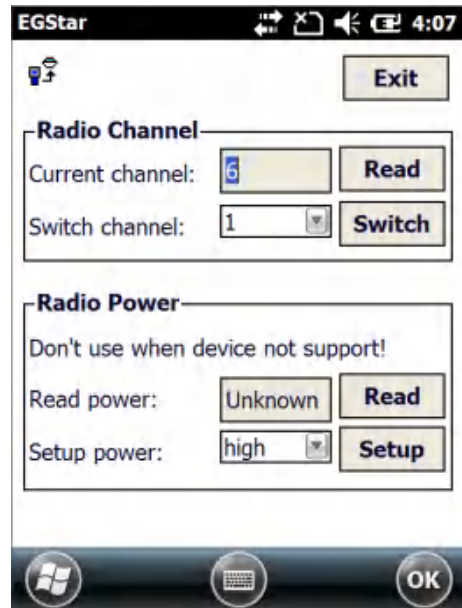 EGStar 4:07
Exit
Radio Channel
Current channel: 6 Read
Switch channel: 1 Switch
Radio Power
Don't use when device not support!
Read power: Unknown Read
Setup power: high Setup
OK